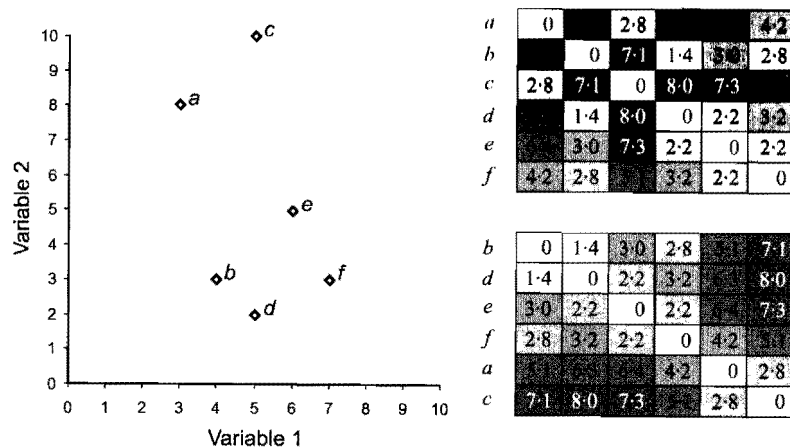 10
9
8
7
6
5
4
3
2
1
0
Variable 2
c
a
e
b
f
d
0 1 2 3 4 5 6 7 8 9 10
Variable 1
a 0 2·8 4·2
b 0 7·1 1·4 3·0 2·8
c 2·8 7·1 0 8·0 7·3
d 1·4 8·0 0 2·2 3·2
e 3·0 7·3 2·2 0 2·2
f 4·2 2·8 3·2 2·2 0
b 0 1·4 3·0 2·8 7·1
d 1·4 0 2·2 3·2 8·0
e 3·0 2·2 0 2·2 7·3
f 2·8 3·2 2·2 0 4·2
a 4·2 0 2·8
c 7·1 8·0 7·3 2·8 0